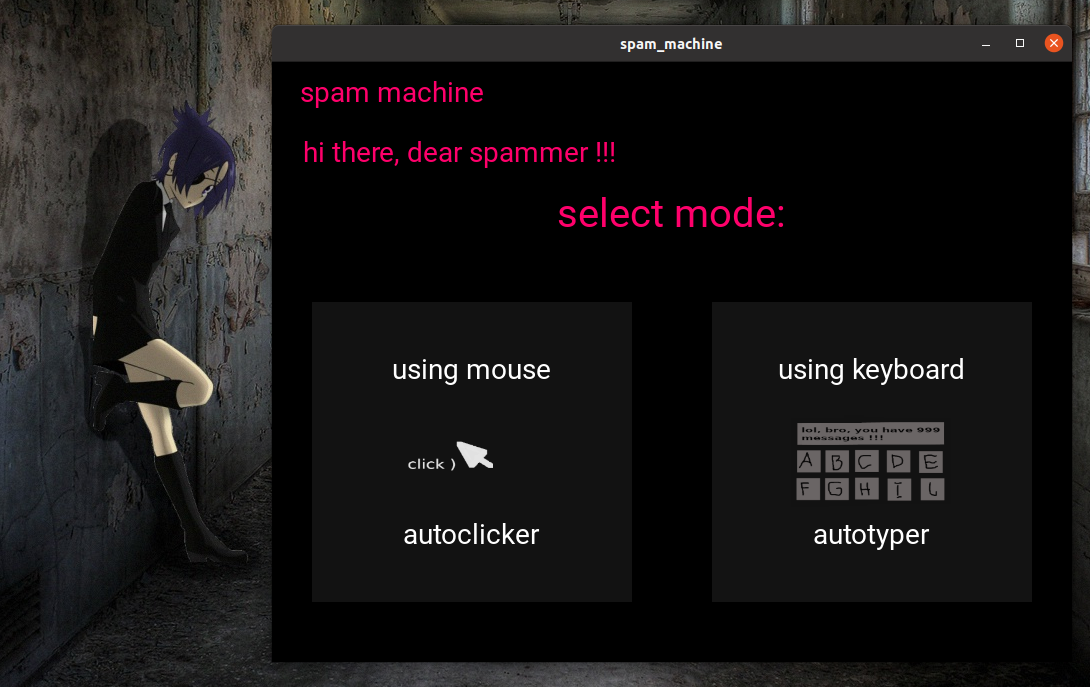 spam_machine
spam machine
hi there, dear spammer !!!
select mode:
using mouse
click )
autoclicker
using keyboard
lol, bro, you have 999
messages !!!
A B C D E
F G H I L
autotyper